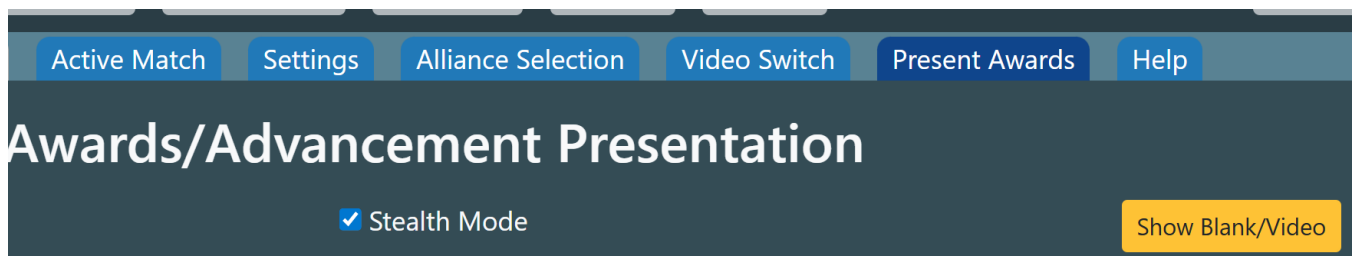 Active Match Settings Alliance Selection Video Switch Present Awards Help
Awards/Advancement Presentation
Stealth Mode Show Blank/Video